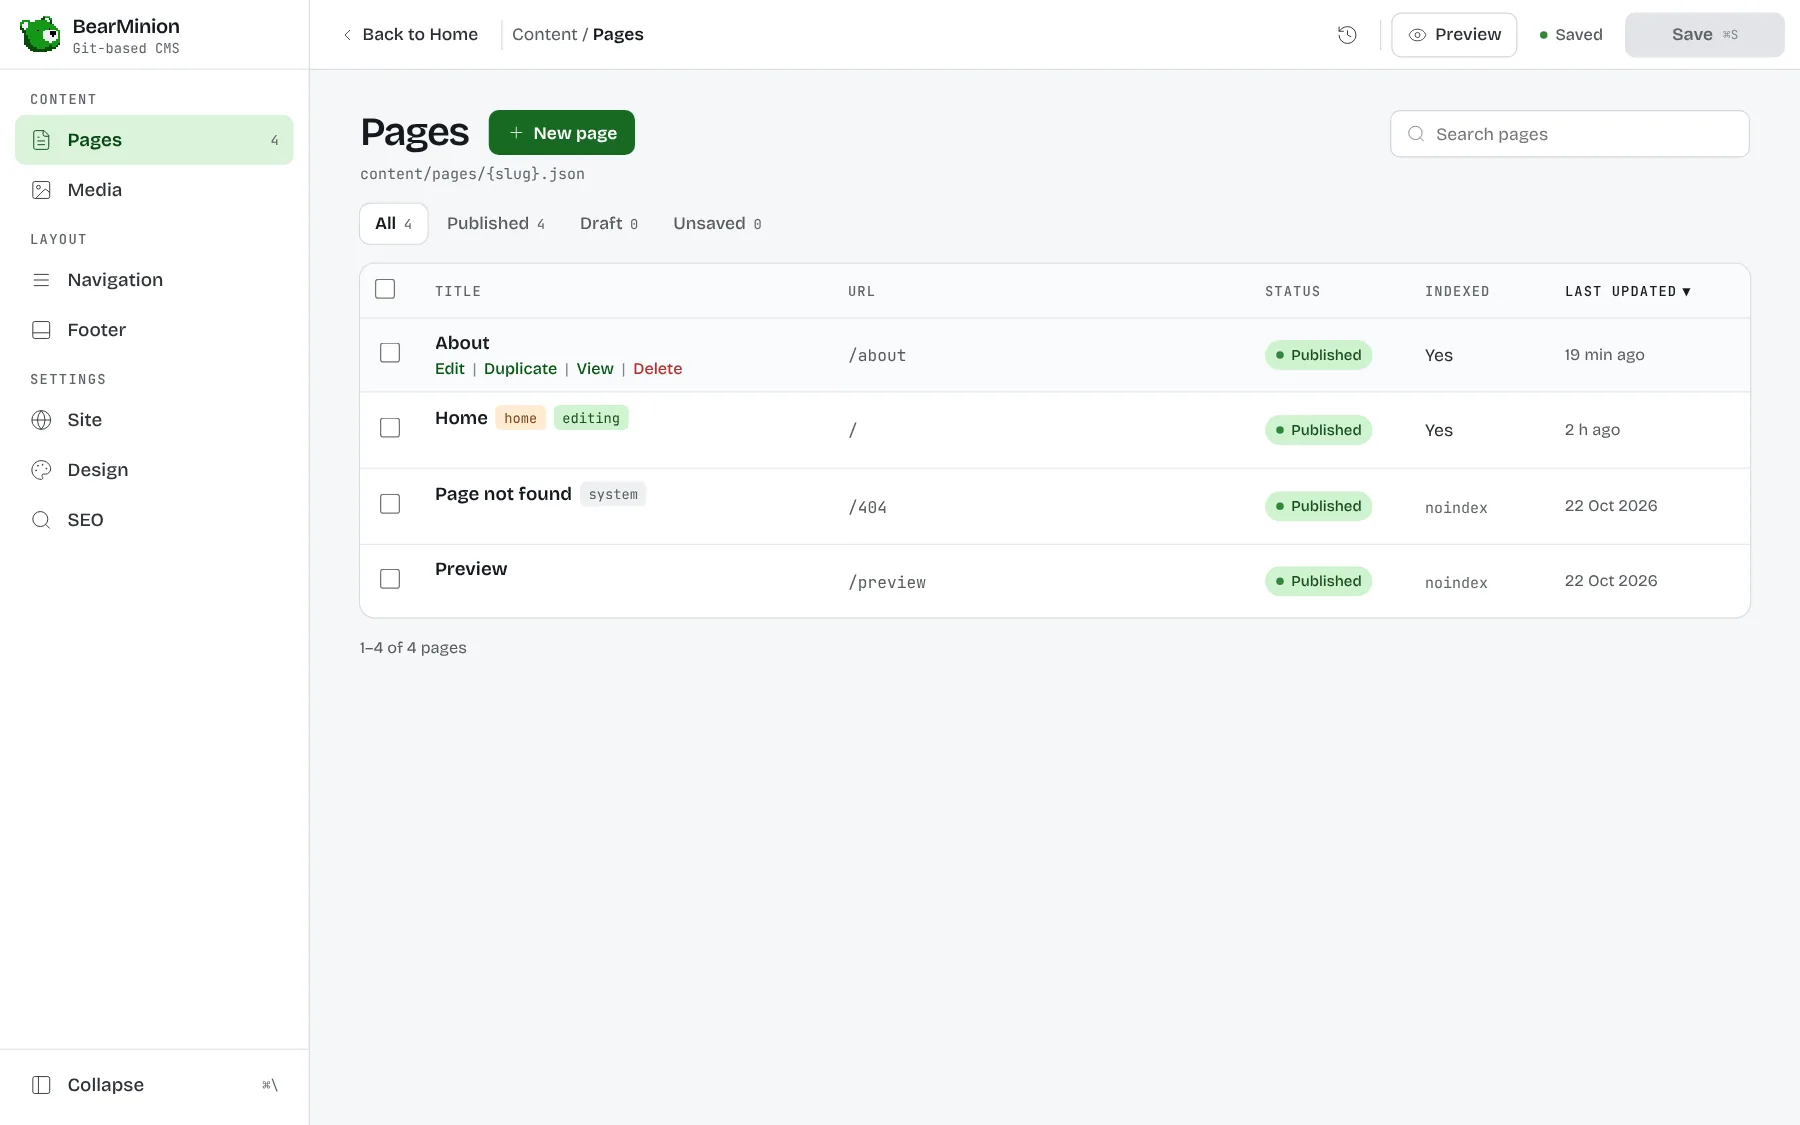 BearMinion
Git-based CMS
Back to Home
Content / Pages
Preview
Saved
Save ⌘S
CONTENT
Pages 4
Media
LAYOUT
Navigation
Footer
SETTINGS
Site
Design
SEO
Collapse ⌘\
Pages
+ New page
Search pages
content/pages/{slug}.json
All 4 Published 4 Draft 0 Unsaved 0
TITLE URL STATUS INDEXED LAST UPDATED ▼
About
Edit | Duplicate | View | Delete
/about Published Yes 19 min ago
Home home editing
/ Published Yes 2 h ago
Page not found system
/404 Published noindex 22 Oct 2026
Preview
/preview Published noindex 22 Oct 2026
1–4 of 4 pages